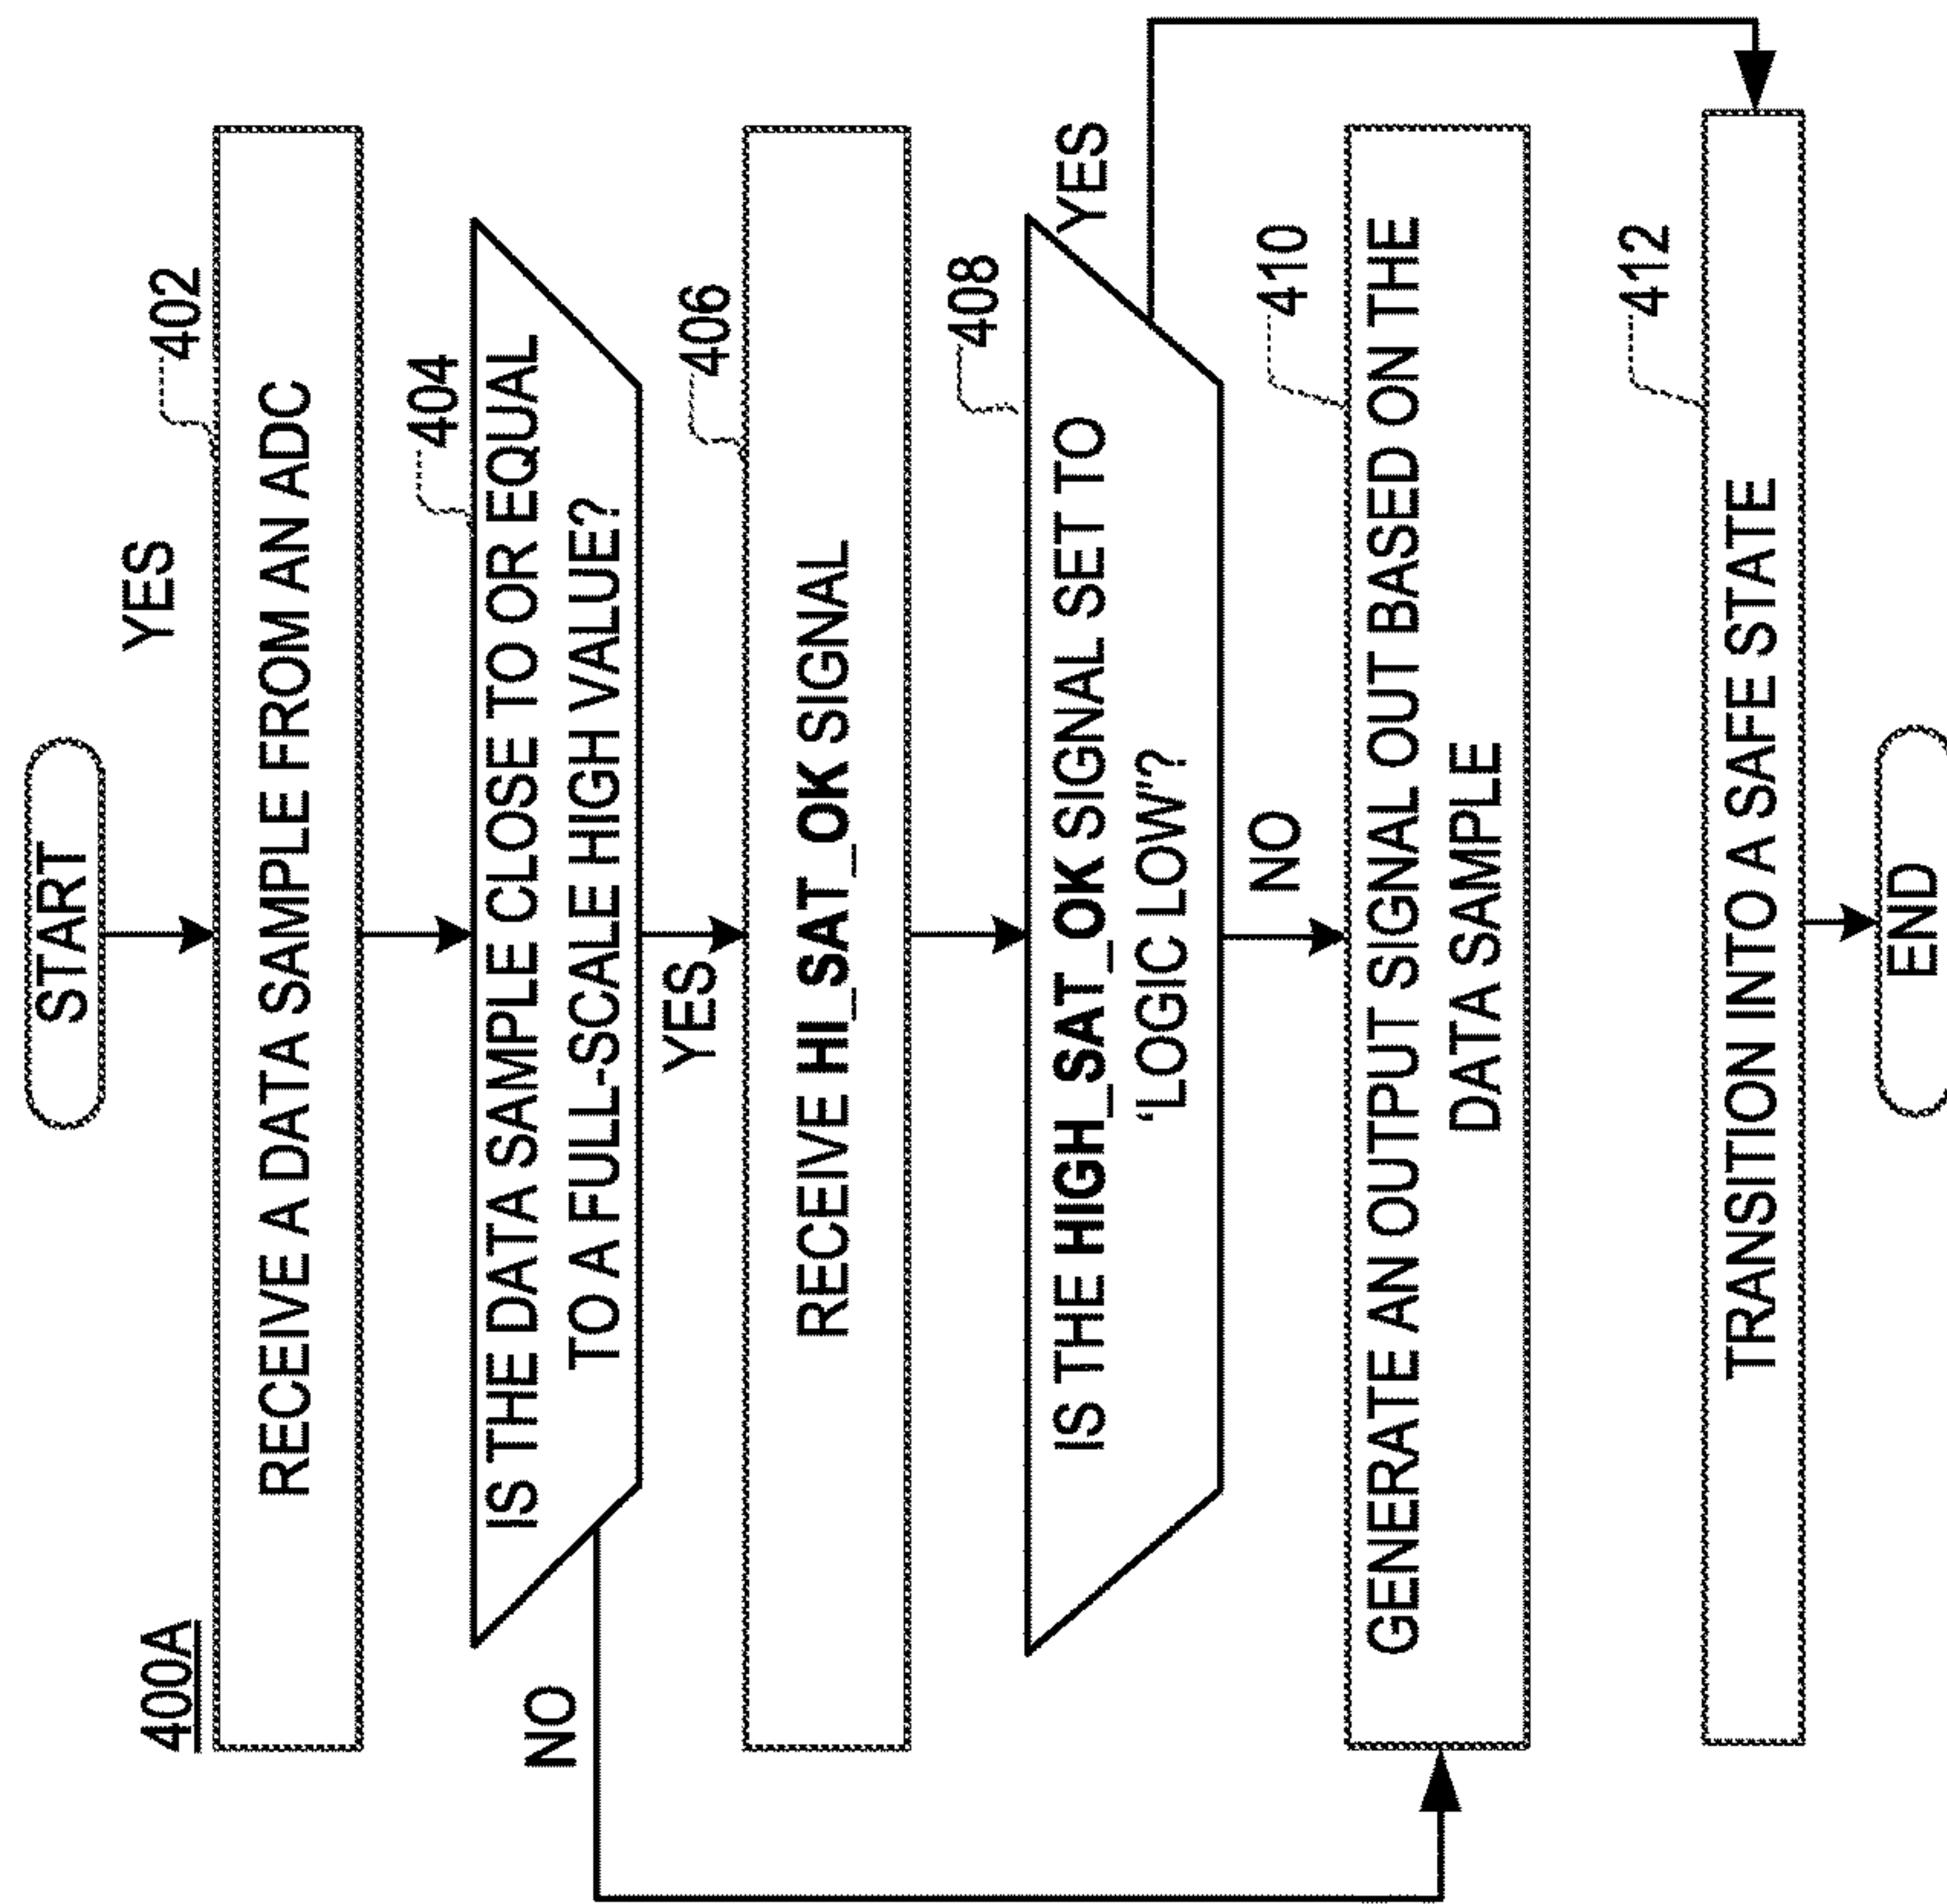 400A
START
YES
402
RECEIVE A DATA SAMPLE FROM AN ADC
404
IS THE DATA SAMPLE CLOSE TO OR EQUAL
TO A FULL-SCALE HIGH VALUE?
NO
YES
406
RECEIVE HI_SAT_OK SIGNAL
408
IS THE HIGH_SAT_OK SIGNAL SET TO
‘LOGIC LOW’?
YES
NO
410
GENERATE AN OUTPUT SIGNAL OUT BASED ON THE
DATA SAMPLE
412
TRANSITION INTO A SAFE STATE
END